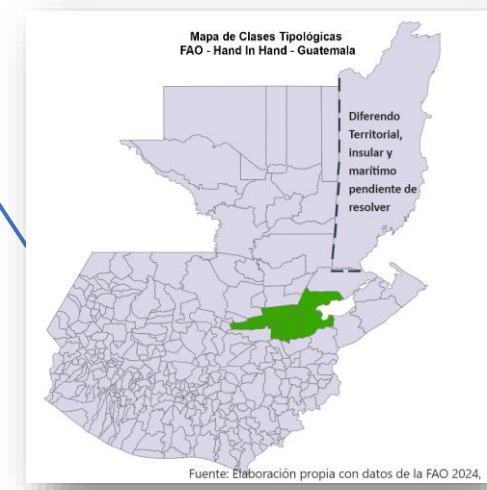 Mapa de Clases Tipológicas
FAO - Hand In Hand - Guatemala
Diferendo
Territorial,
insular y
marítimo
pendiente de
resolver
Fuente: Elaboración propia con datos de la FAO 2024,